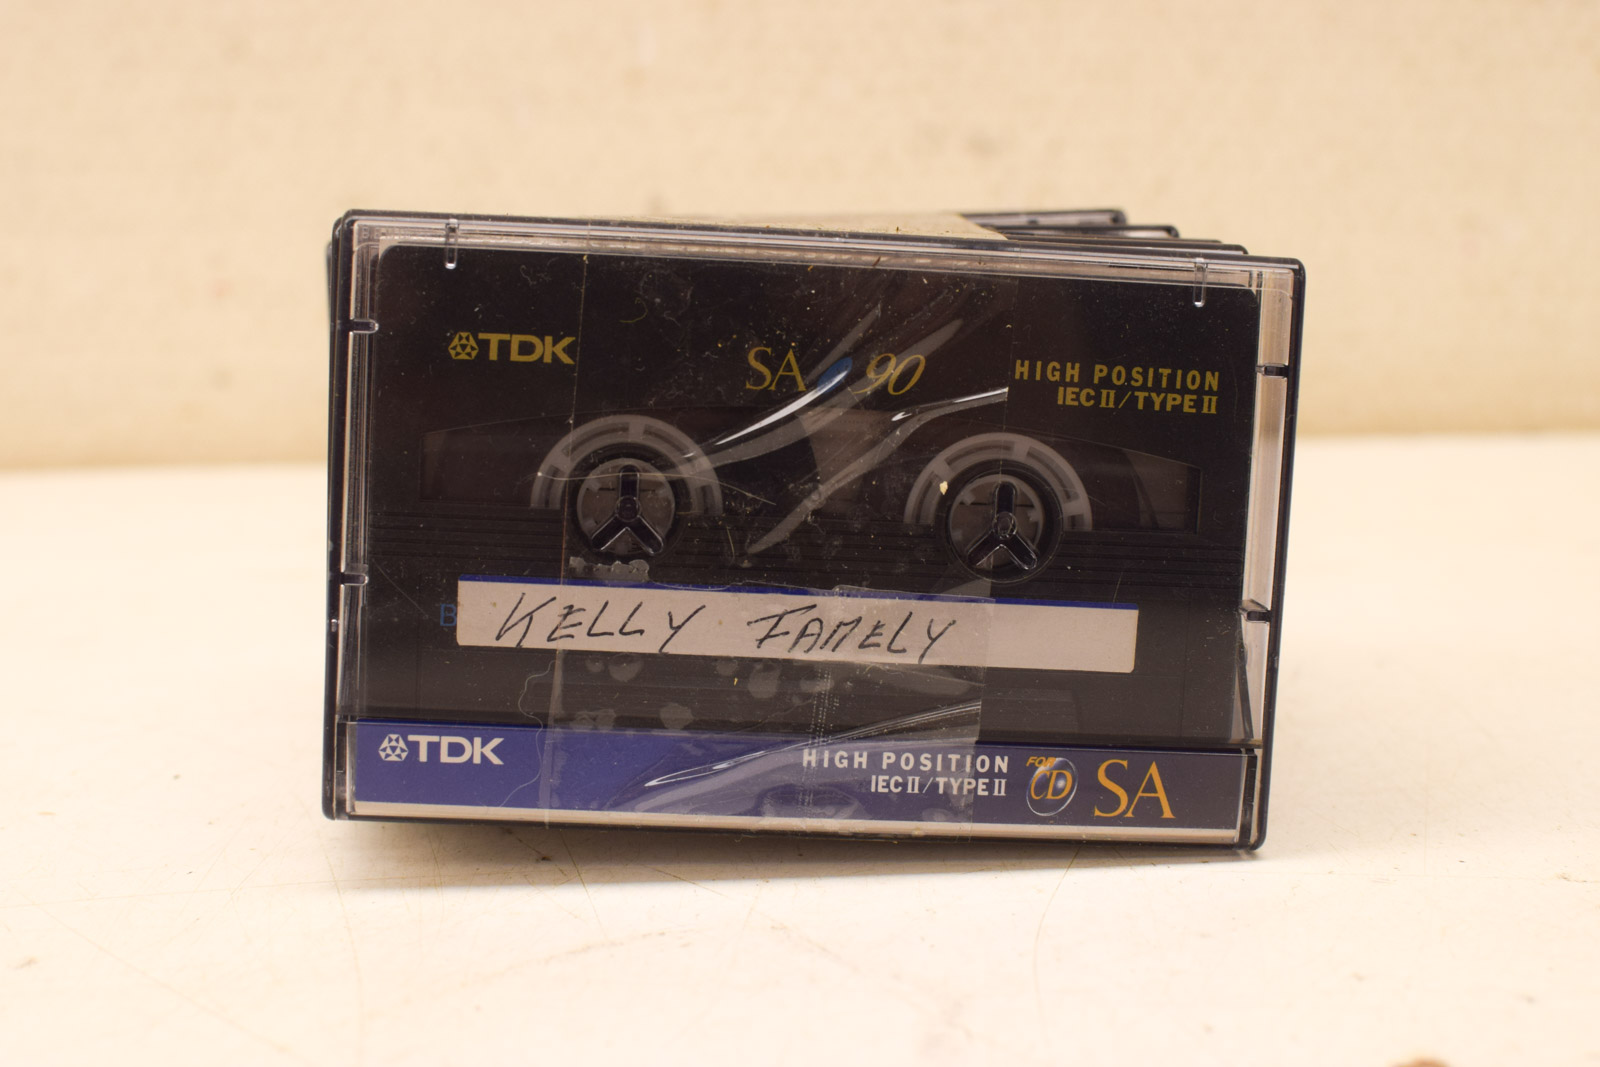 TDK
SA 90
HIGH POSITION
IEC II / TYPE II
B
KELLY FAMELY
TDK
HIGH POSITION
IEC II / TYPE II
FOR
CD
SA